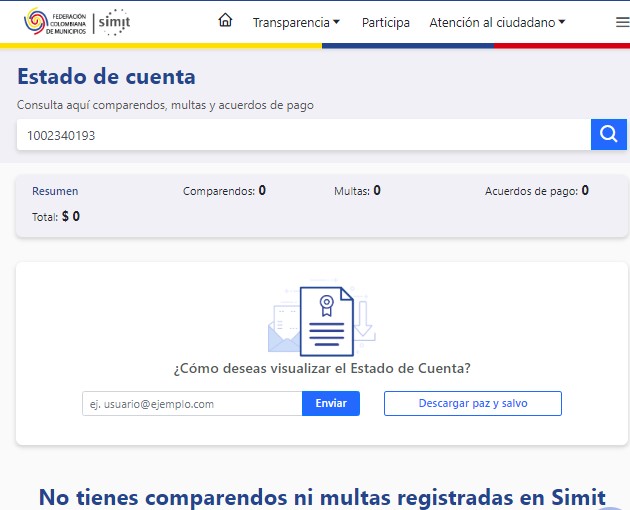 FEDERACIÓN
COLOMBIANA
DE MUNICIPIOS
simit
Transparencia
Participa
Atención al ciudadano
Estado de cuenta
Consulta aquí comparendos, multas y acuerdos de pago
1002340193
Resumen
Comparendos: 0
Multas: 0
Acuerdos de pago: 0
Total: $ 0
¿Cómo deseas visualizar el Estado de Cuenta?
ej. usuario@ejemplo.com
Enviar
Descargar paz y salvo
No tienes comparendos ni multas registradas en Simit